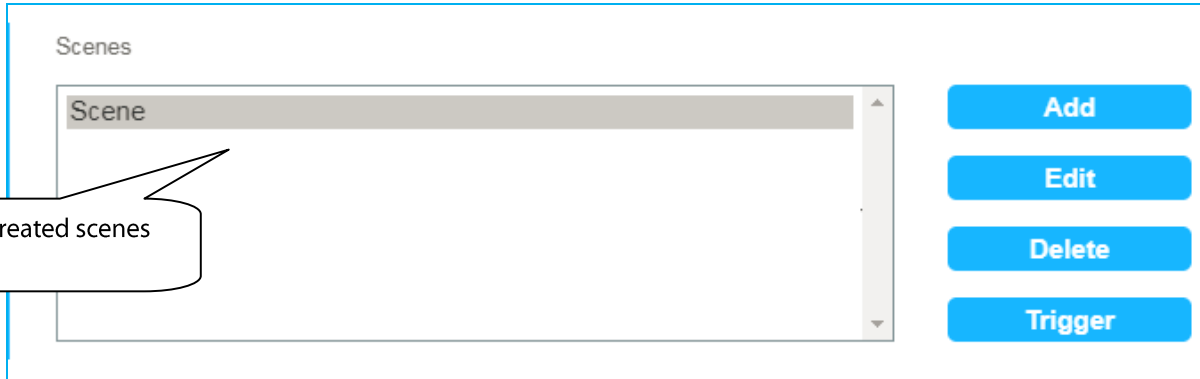 Scenes
Scene
Add
Edit
reated scenes
Delete
Trigger